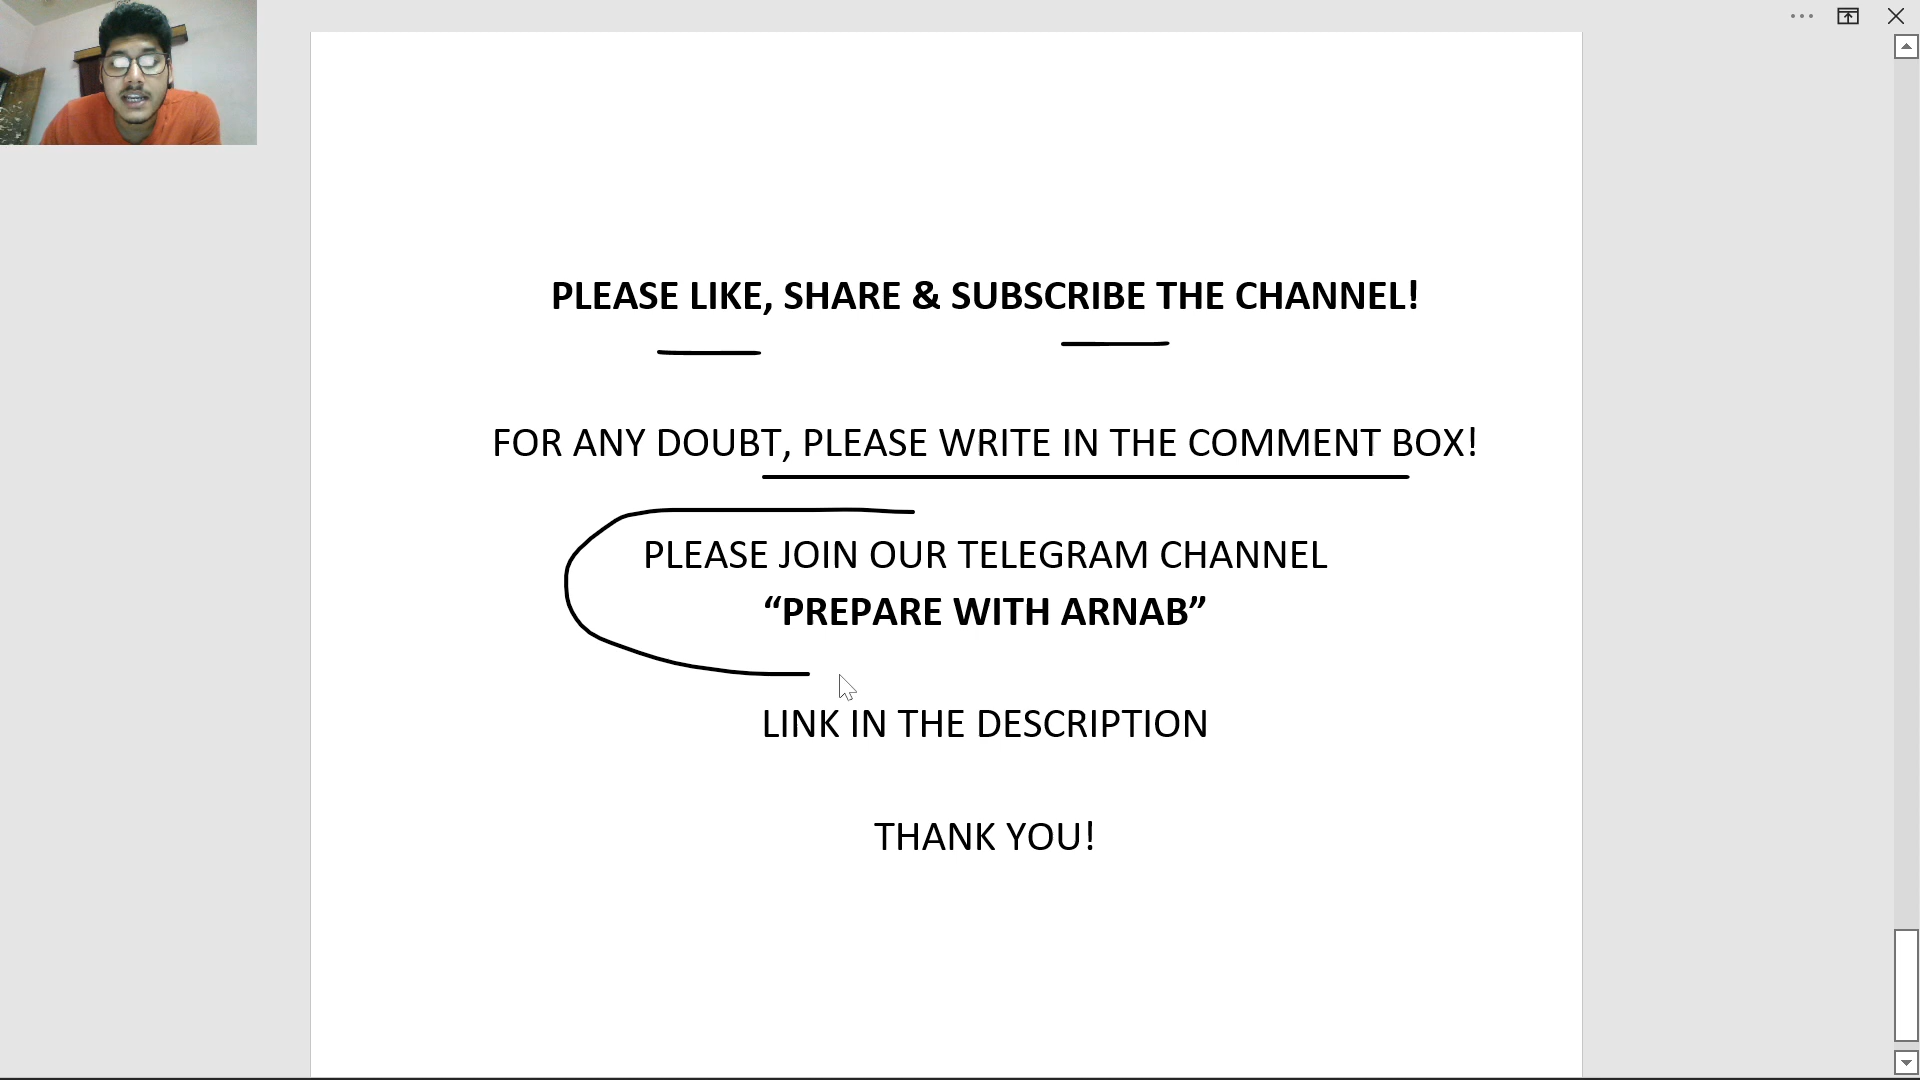 PLEASE LIKE, SHARE & SUBSCRIBE THE CHANNEL!
FOR ANY DOUBT, PLEASE WRITE IN THE COMMENT BOX!
PLEASE JOIN OUR TELEGRAM CHANNEL
“PREPARE WITH ARNAB”
LINK IN THE DESCRIPTION
THANK YOU!